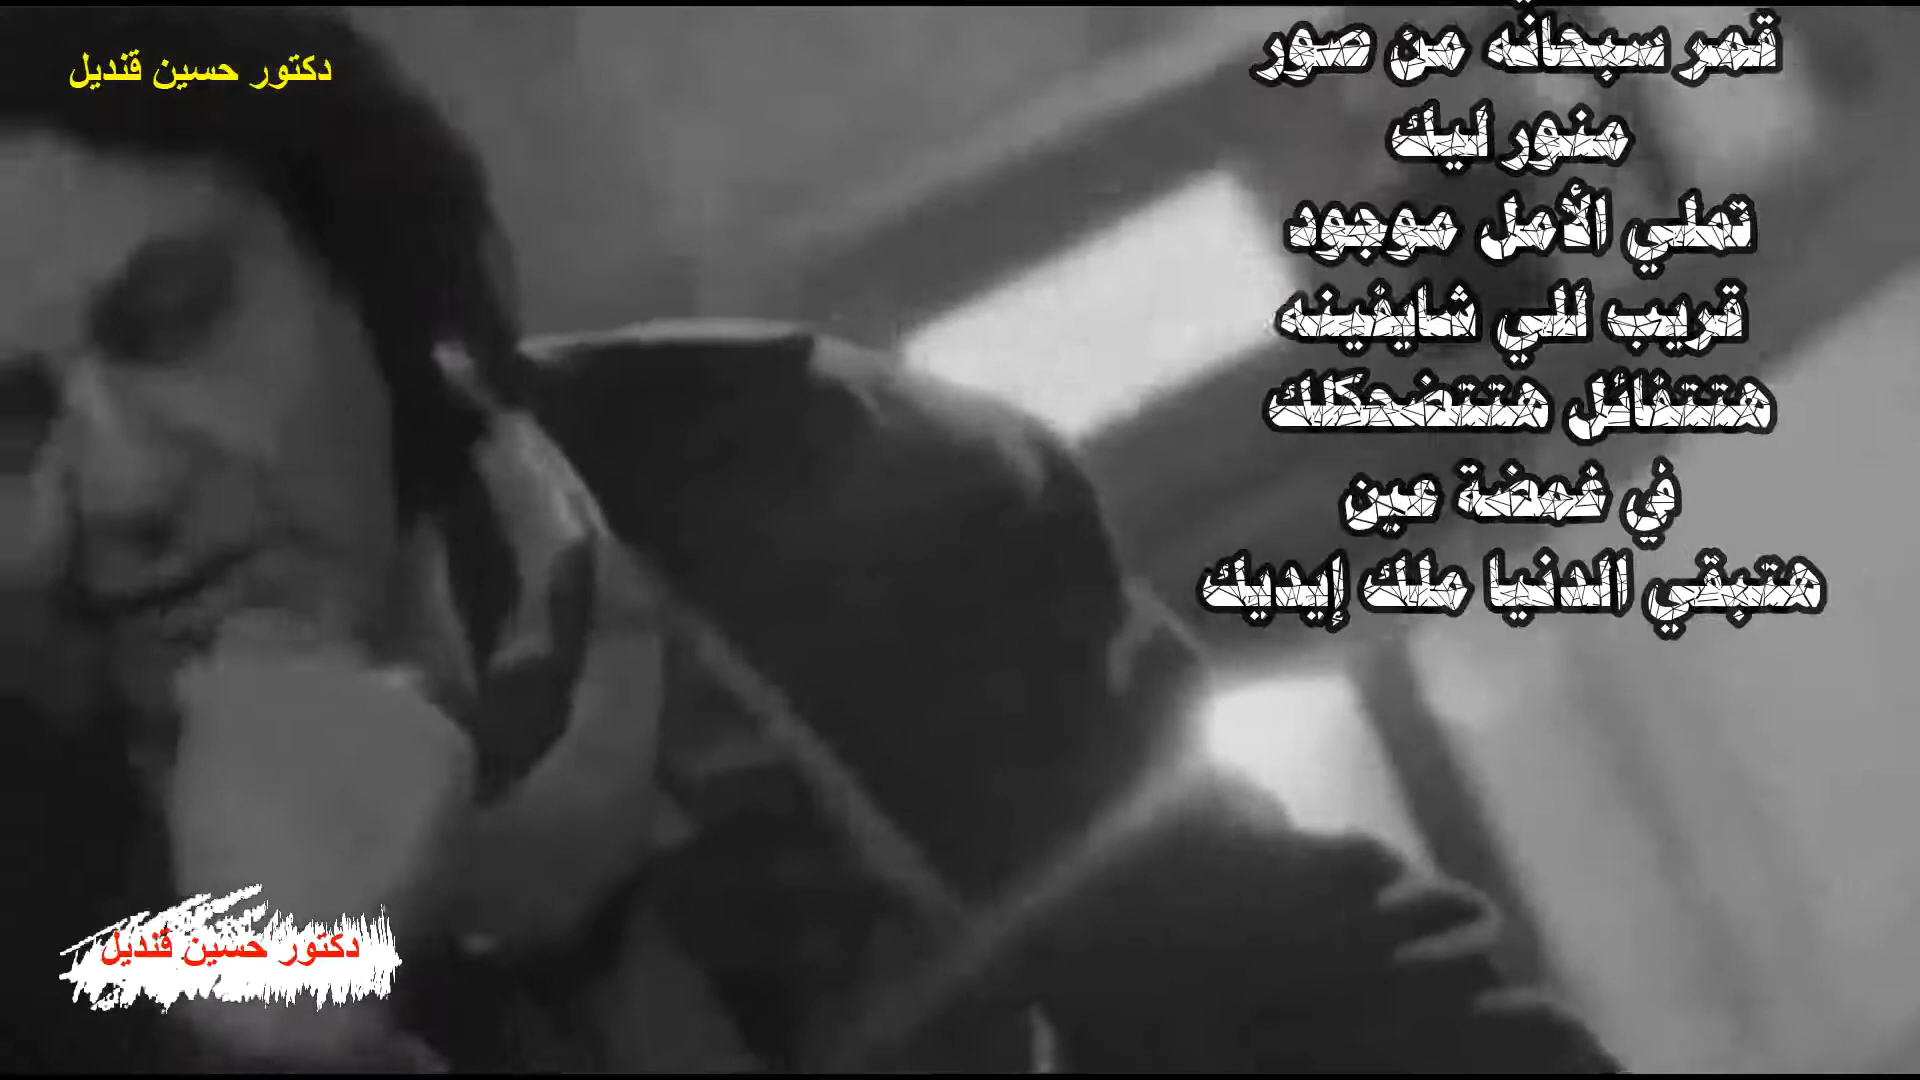 دكتور حسين قنديل
قمر سبحانه من صور
منور ليك
تملي الأمل موجود
قريب للي شايفينه
هتتفائل هتتضحكلك
في غمضة عين
هتبقي الدنيا ملك إيديك
دكتور حسين قنديل